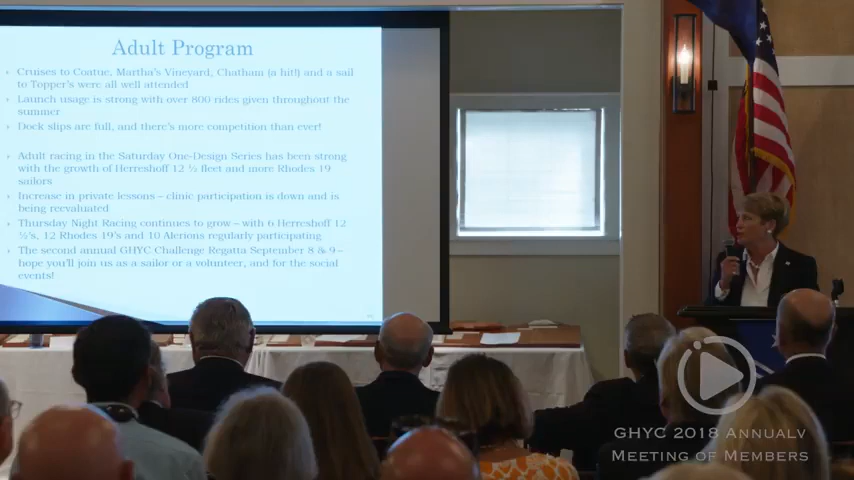 Adult Program
Cruises to Coatue, Martha's Vineyard, Chatham (a hit!) and a sail
to Topper's were all well attended
Launch usage is strong with over 800 rides given throughout the
summer
Dock slips are full, and there's more competition than ever!
Adult racing in the Saturday One-Design Series has been strong
with the growth of Herreshoff 12 ½ fleet and more Rhodes 19
sailors
Increase in private lessons – clinic participation is down and is
being reevaluated
Thursday Night Racing continues to grow – with 6 Herreshoff 12
½'s, 12 Rhodes 19's and 10 Alerions regularly participating
The second annual GHYC Challenge Regatta September 8 & 9 –
hope you'll join us as a sailor or a volunteer, and for the social
events!
GHYC 2018 Annualv
Meeting of Members